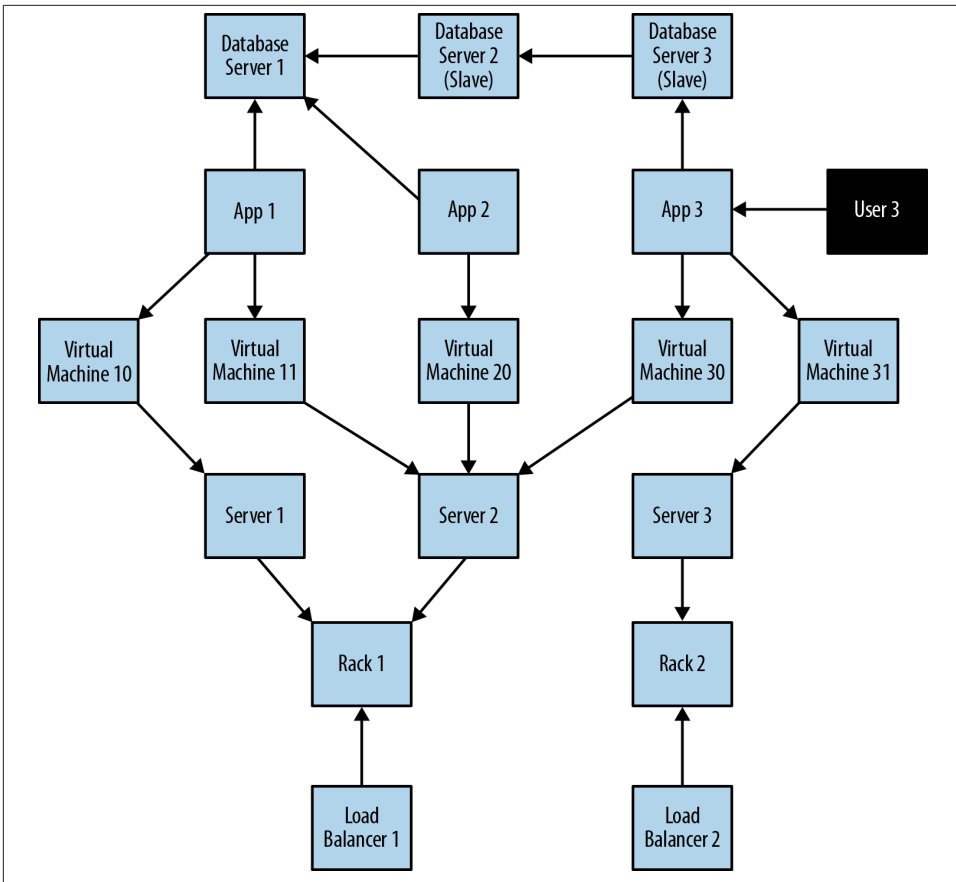 Database
Server 1
Database
Server 2
(Slave)
Database
Server 3
(Slave)
App 1
App 2
App 3
User 3
Virtual
Machine 10
Virtual
Machine 11
Virtual
Machine 20
Virtual
Machine 30
Virtual
Machine 31
Server 1
Server 2
Server 3
Rack 1
Rack 2
Load
Balancer 1
Load
Balancer 2